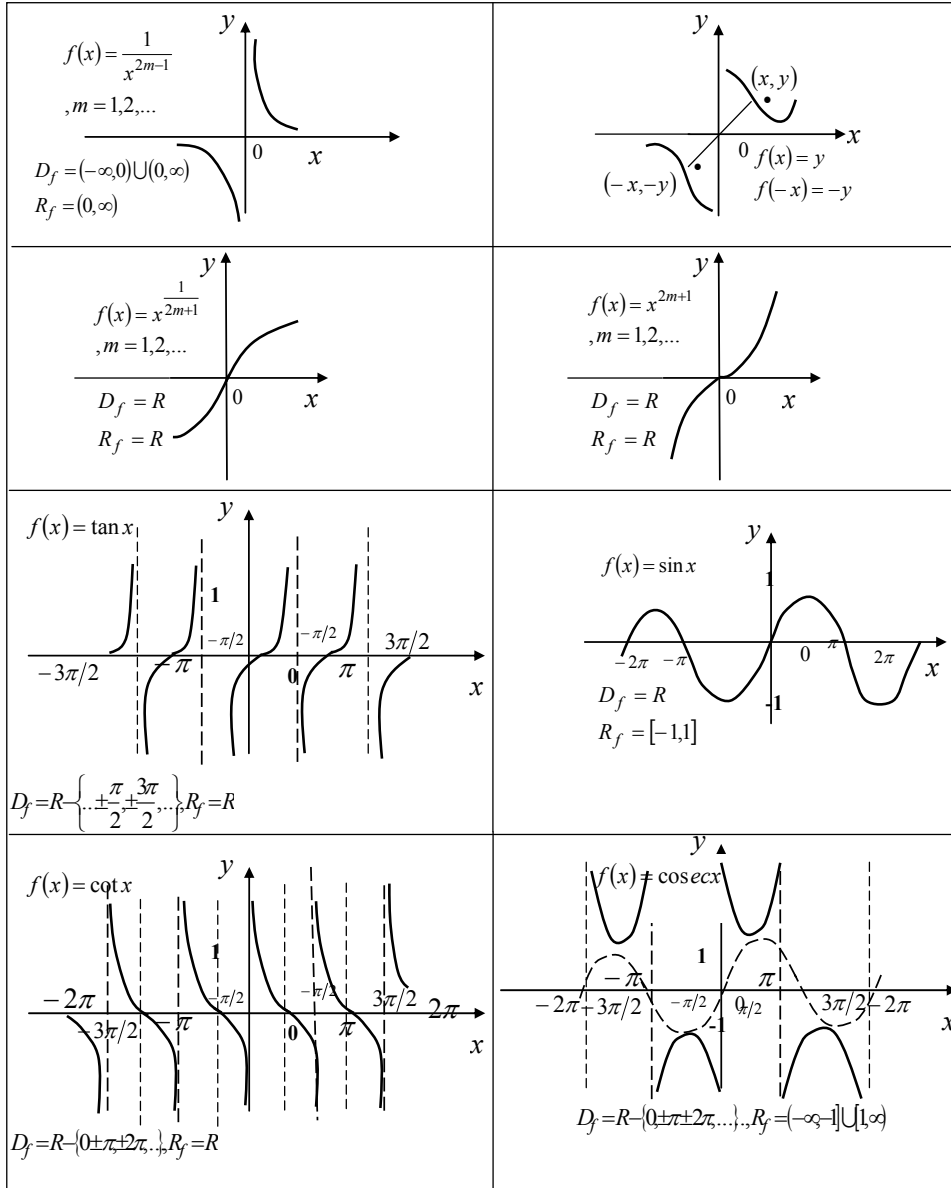 y
f(x) = 1/x^{2m−1}
, m = 1,2,...
0
x
D_f = (−∞,0)∪(0,∞)
R_f = (0,∞)
y
(x, y)
x
0
f(x) = y
(−x,−y)
f(−x) = −y
y
f(x) = x^{1/(2m+1)}
, m = 1,2,...
0
x
D_f = R
R_f = R
y
f(x) = x^{2m+1}
, m = 1,2,...
0
x
D_f = R
R_f = R
y
f(x) = tan x
1
−π/2
−π/2
3π/2
−3π/2
−π
0
π
x
D_f = R−{...±π/2,±3π/2,...},R_f = R
y
f(x) = sin x
1
−2π
−π
0
π
2π
x
D_f = R
-1
R_f = [−1,1]
y
f(x) = cot x
1
−2π
−π/2
−π/2
3π/2
2π
−3π/2
−π
0
π
x
D_f = R−{0±π,±2π,...},R_f = R
y
f(x) = cosecx
1
−π
π
−2π
−3π/2
−π/2
0
π/2
3π/2
−2π
x
-1
D_f = R−{0,±π±2π,...}..,R_f = (−∞,−1]∪[1,∞)